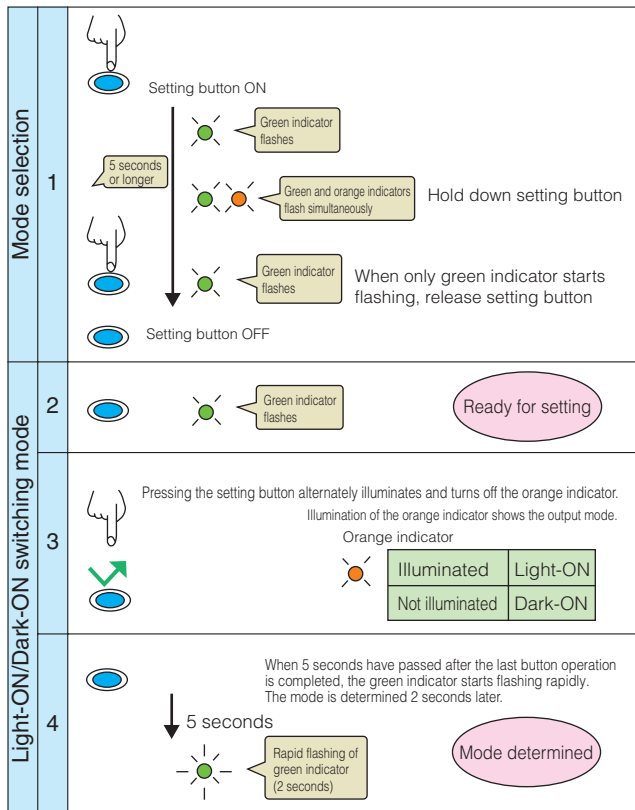 Mode selection
1
Setting button ON
Green indicator
flashes
5 seconds
or longer
Green and orange indicators
flash simultaneously
Hold down setting button
Green indicator
flashes
When only green indicator starts
flashing, release setting button
Setting button OFF
Light-ON/Dark-ON switching mode
2
Green indicator
flashes
Ready for setting
3
Pressing the setting button alternately illuminates and turns off the orange indicator.
Illumination of the orange indicator shows the output mode.
Orange indicator
Illuminated Light-ON
Not illuminated Dark-ON
4
When 5 seconds have passed after the last button operation
is completed, the green indicator starts flashing rapidly.
The mode is determined 2 seconds later.
5 seconds
Rapid flashing of
green indicator
(2 seconds)
Mode determined